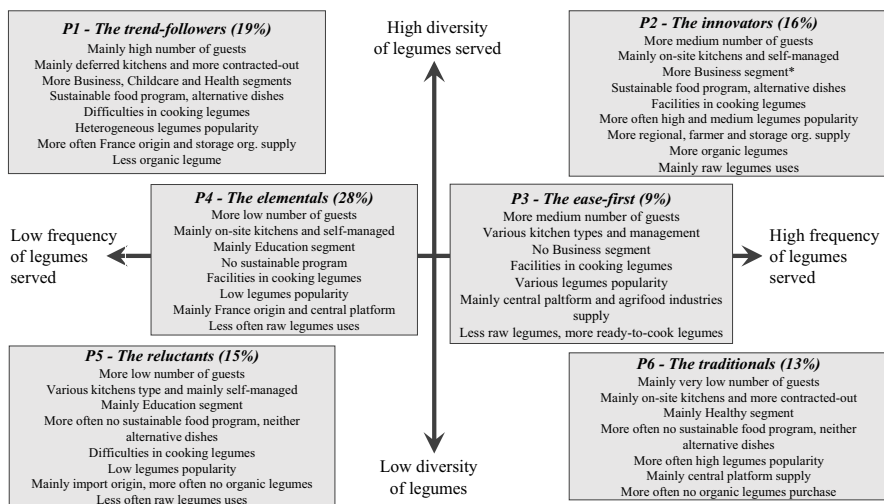 P1 - The trend-followers (19%)
Mainly high number of guests
Mainly deferred kitchens and more contracted-out
More Business, Childcare and Health segments
Sustainable food program, alternative dishes
Difficulties in cooking legumes
Heterogeneous legumes popularity
More often France origin and storage org. supply
Less organic legume
High diversity
of legumes served
P2 - The innovators (16%)
More medium number of guests
Mainly on-site kitchens and self-managed
More Business segment*
Sustainable food program, alternative dishes
Facilities in cooking legumes
More often high and medium legumes popularity
More regional, farmer and storage org. supply
More organic legumes
Mainly raw legumes uses
Low frequency
of legumes
served
P4 - The elementals (28%)
More low number of guests
Mainly on-site kitchens and self-managed
Mainly Education segment
No sustainable program
Facilities in cooking legumes
Low legumes popularity
Mainly France origin and central platform
Less often raw legumes uses
P3 - The ease-first (9%)
More medium number of guests
Various kitchen types and management
No Business segment
Facilities in cooking legumes
Various legumes popularity
Mainly central paltform and agrifood industries
supply
Less raw legumes, more ready-to-cook legumes
High frequency
of legumes
served
P5 - The reluctants (15%)
More low number of guests
Various kitchens type and mainly self-managed
Mainly Education segment
More often no sustainable food program, neither
alternative dishes
Difficulties in cooking legumes
Low legumes popularity
Mainly import origin, more often no organic legumes
Less often raw legumes uses
Low diversity
of legumes
P6 - The traditionals (13%)
Mainly very low number of guests
Mainly on-site kitchens and more contracted-out
Mainly Healthy segment
More often no sustainable food program, neither
alternative dishes
More often high legumes popularity
Mainly central platform supply
More often no organic legumes purchase